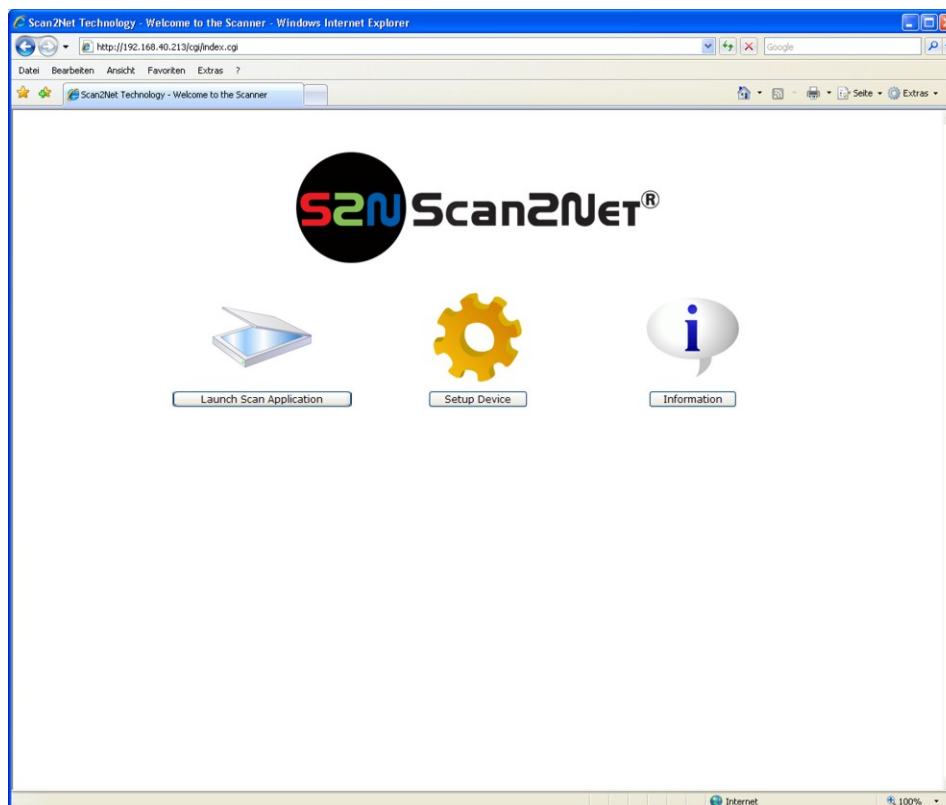 Scan2Net Technology - Welcome to the Scanner - Windows Internet Explorer
http://192.168.40.213/cgi/index.cgi
Google
Datei Bearbeiten Ansicht Favoriten Extras ?
Scan2Net Technology - Welcome to the Scanner
Seite Extras
S2N Scan2Net®
Launch Scan Application Setup Device Information
Internet 100%